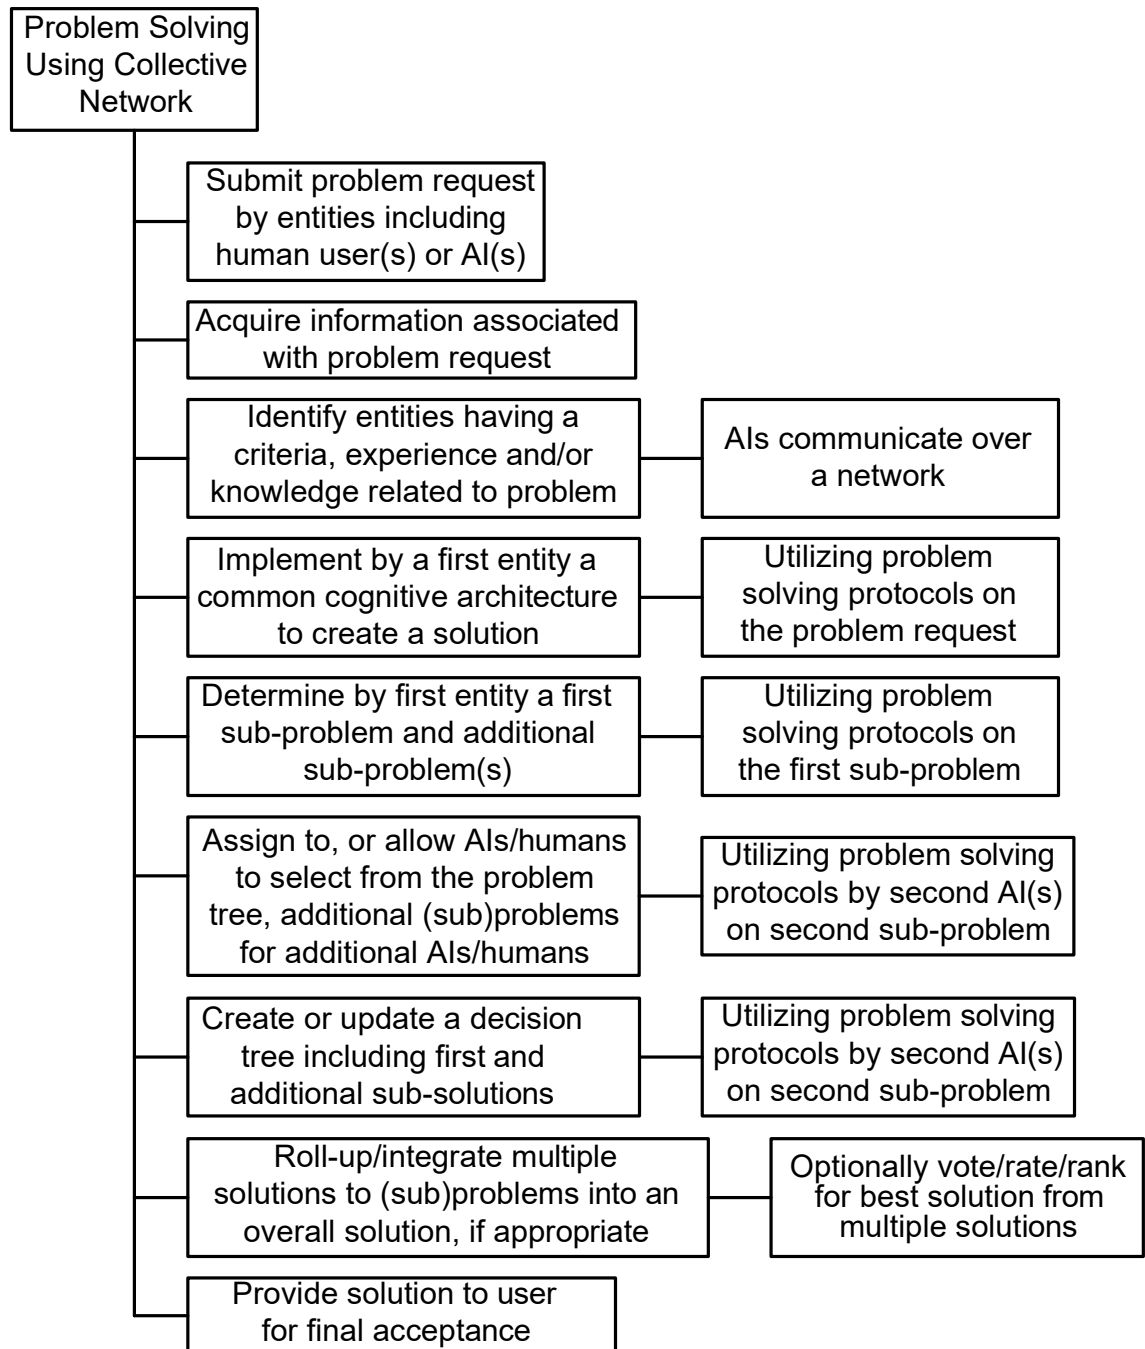 Problem Solving
Using Collective
Network
Submit problem request
by entities including
human user(s) or AI(s)
Acquire information associated
with problem request
Identify entities having a
criteria, experience and/or
knowledge related to problem
AIs communicate over
a network
Implement by a first entity a
common cognitive architecture
to create a solution
Utilizing problem
solving protocols on
the problem request
Determine by first entity a first
sub-problem and additional
sub-problem(s)
Utilizing problem
solving protocols on
the first sub-problem
Assign to, or allow AIs/humans
to select from the problem
tree, additional (sub)problems
for additional AIs/humans
Utilizing problem solving
protocols by second AI(s)
on second sub-problem
Create or update a decision
tree including first and
additional sub-solutions
Utilizing problem solving
protocols by second AI(s)
on second sub-problem
Roll-up/integrate multiple
solutions to (sub)problems into an
overall solution, if appropriate
Optionally vote/rate/rank
for best solution from
multiple solutions
Provide solution to user
for final acceptance